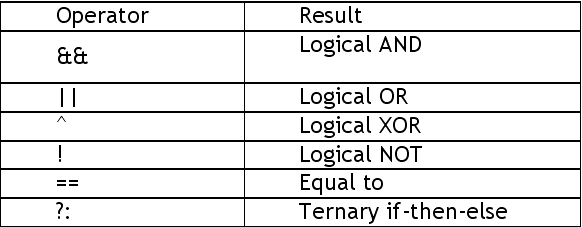 Operator Result
&& Logical AND
|| Logical OR
^ Logical XOR
! Logical NOT
== Equal to
?: Ternary if-then-else